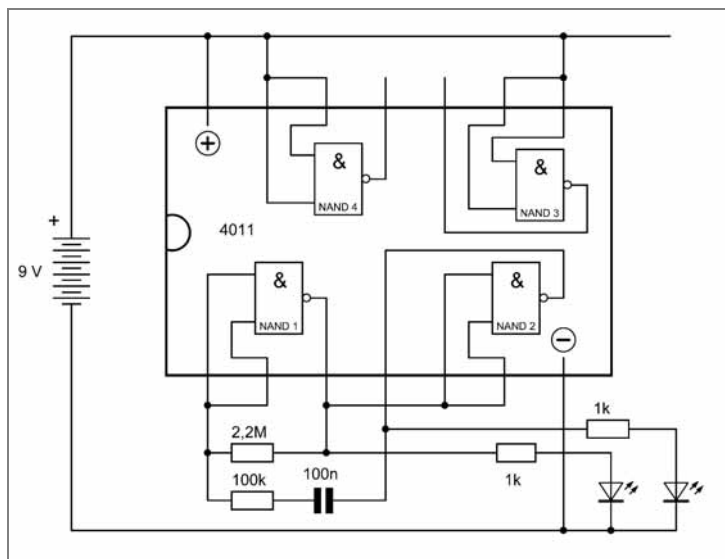 +
9 V
+
4011
&
NAND 4
&
NAND 3
&
NAND 1
&
NAND 2
−
2,2M
100k
100n
1k
1k